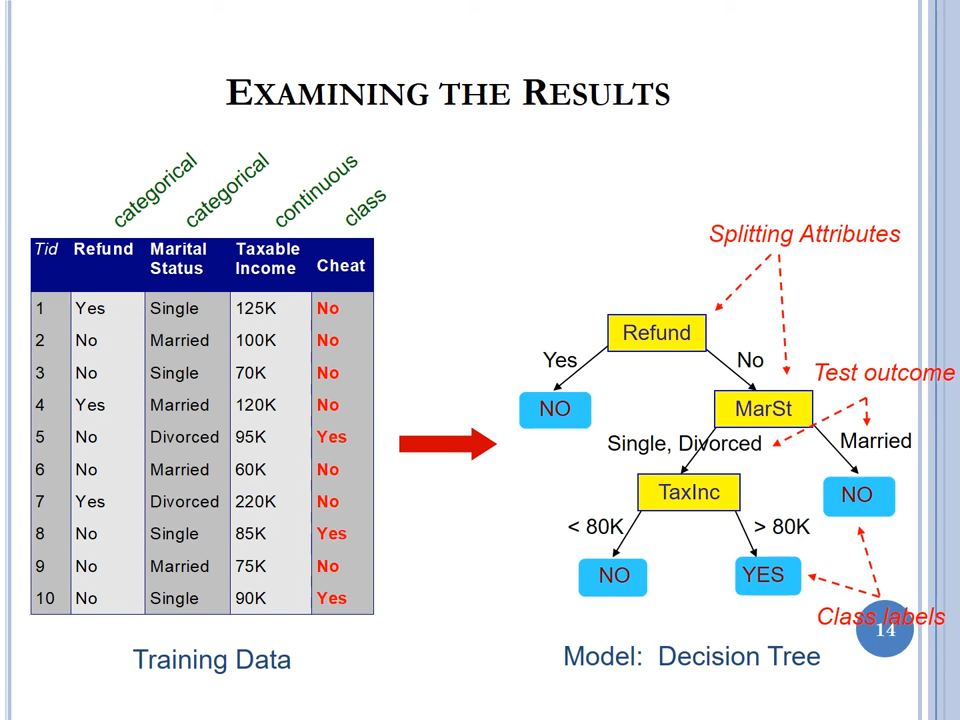 EXAMINING THE RESULTS
categorical
categorical
continuous
class
Tid Refund Marital Status Taxable Income Cheat
1 Yes Single 125K No
2 No Married 100K No
3 No Single 70K No
4 Yes Married 120K No
5 No Divorced 95K Yes
6 No Married 60K No
7 Yes Divorced 220K No
8 No Single 85K Yes
9 No Married 75K No
10 No Single 90K Yes
Training Data
Splitting Attributes
Refund
Yes
No
Test outcome
NO
MarSt
Single, Divorced
Married
TaxInc
NO
< 80K
> 80K
NO
YES
Class labels
14
Model: Decision Tree